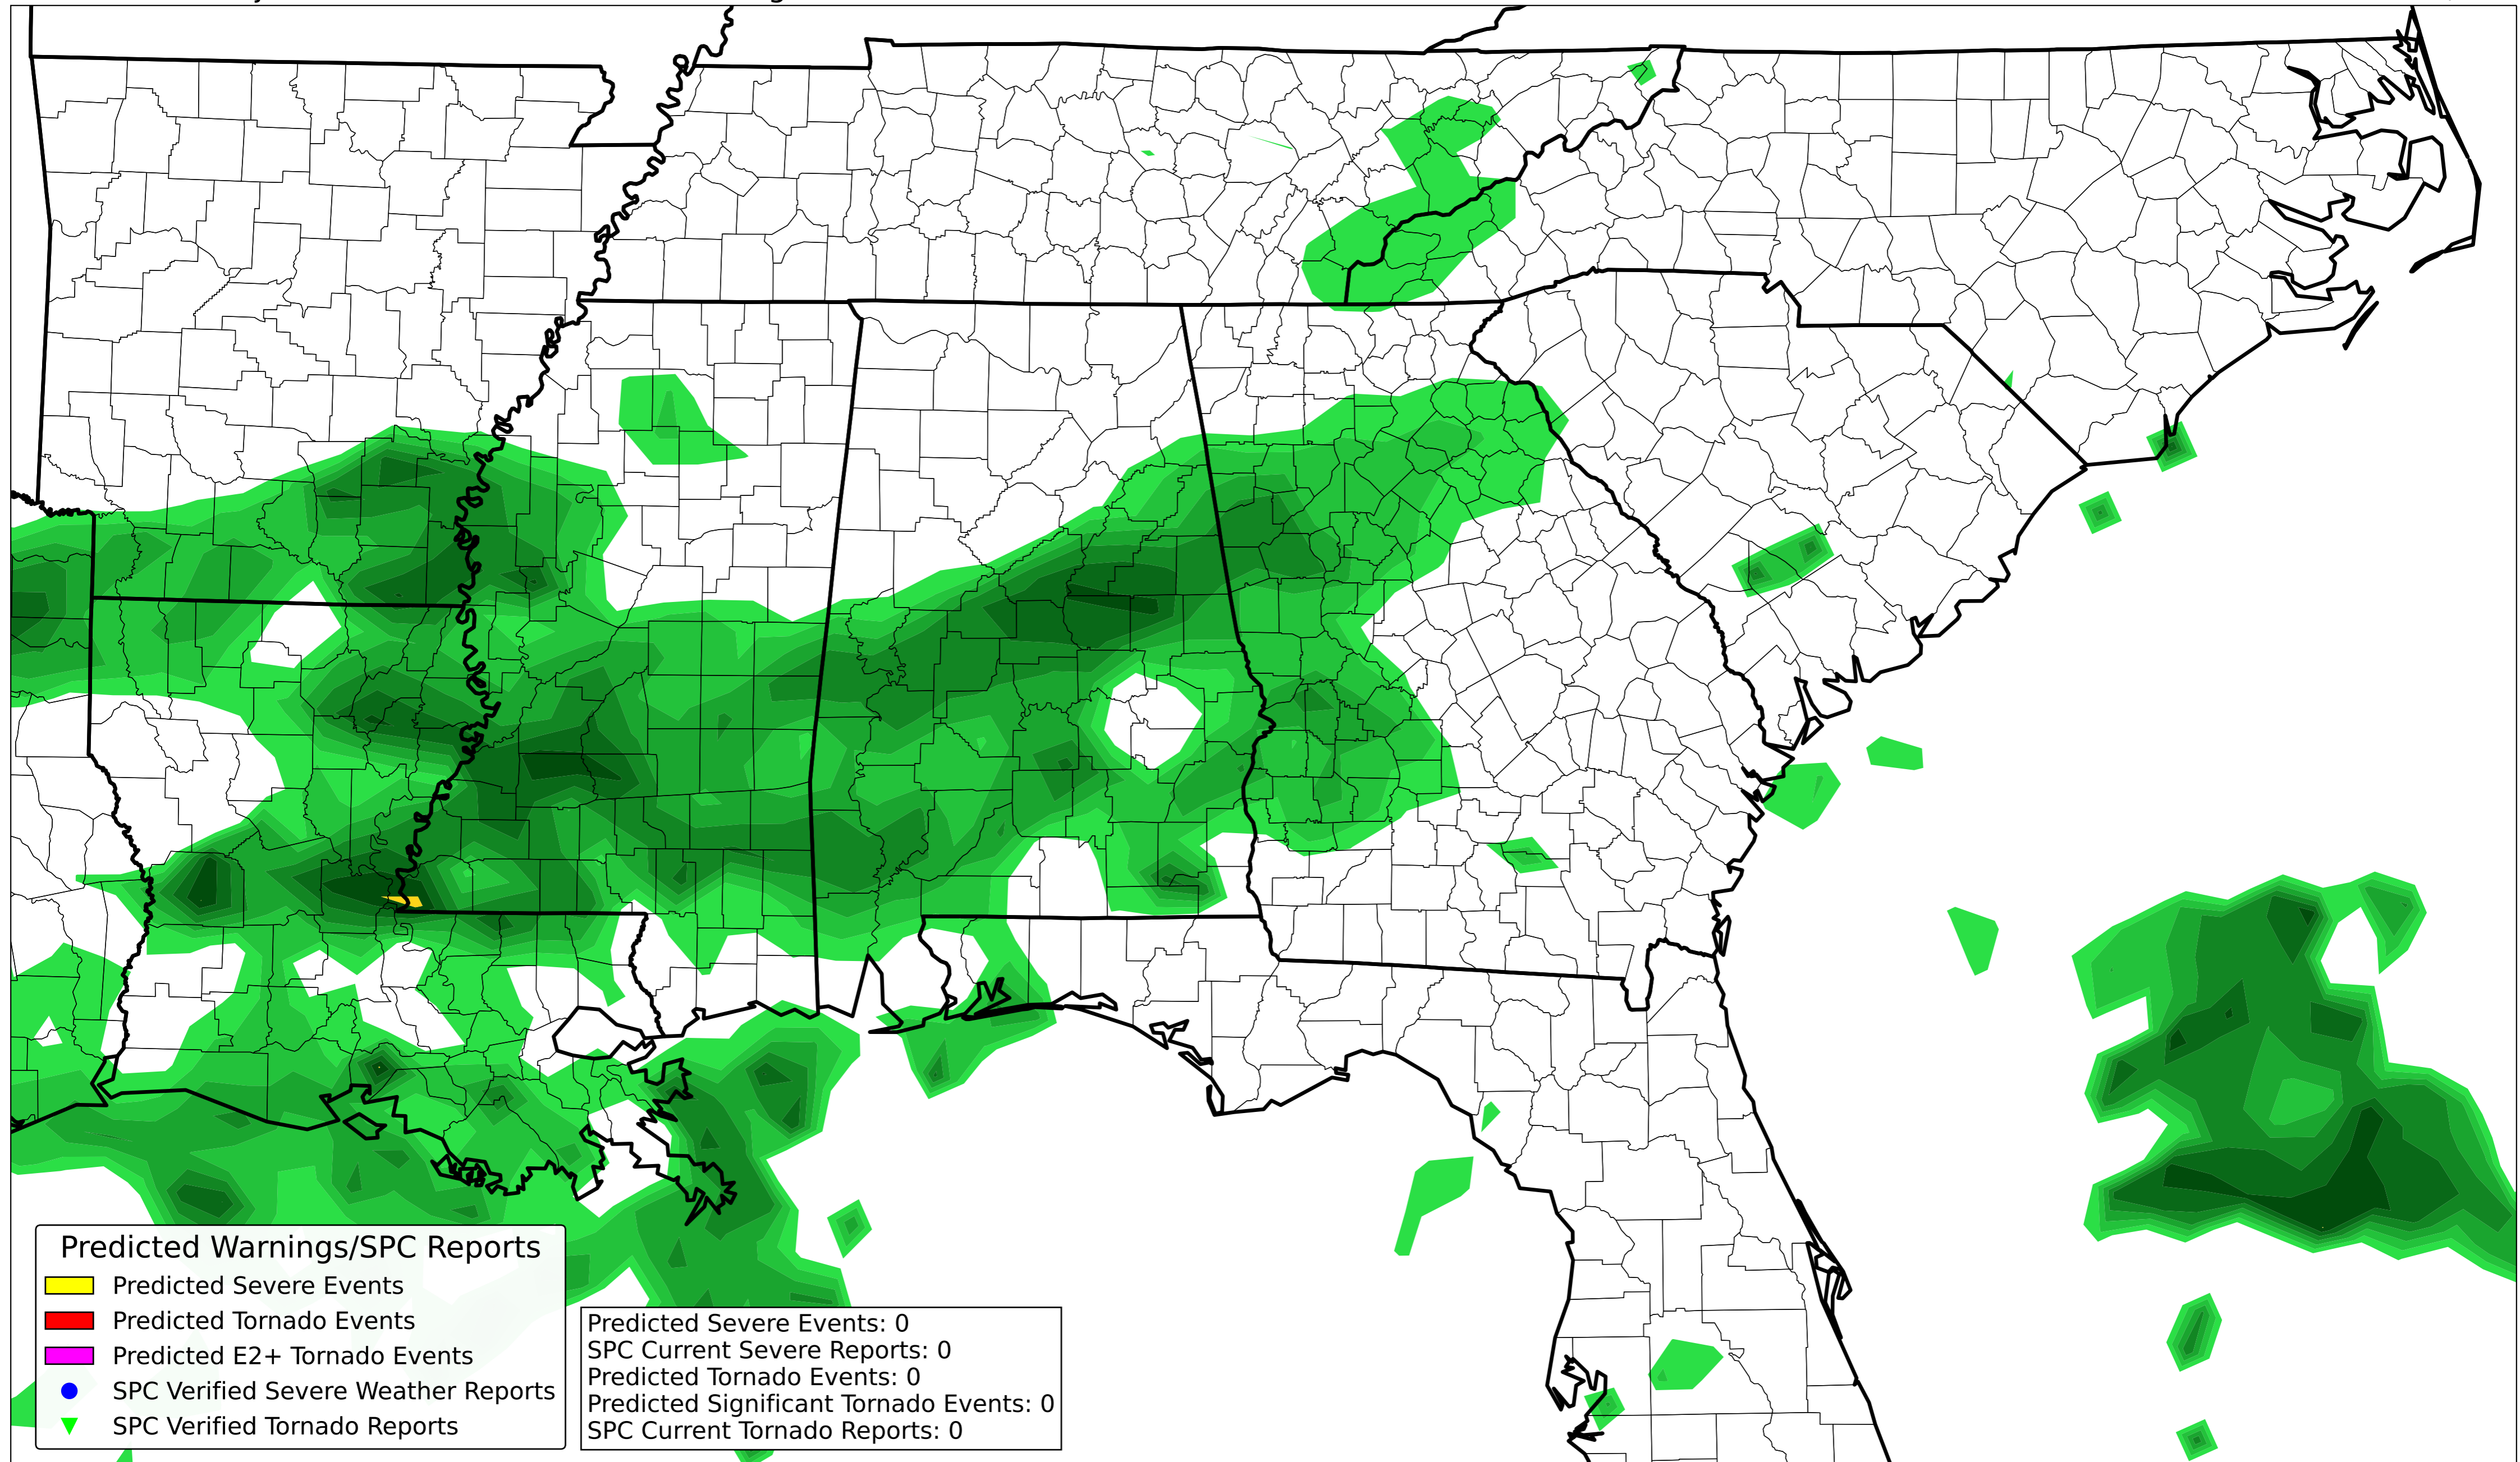 Predicted Warnings/SPC Reports
Predicted Severe Events
Predicted Tornado Events
Predicted E2+ Tornado Events
SPC Verified Severe Weather Reports
SPC Verified Tornado Reports
Predicted Severe Events: 0
SPC Current Severe Reports: 0
Predicted Tornado Events: 0
Predicted Significant Tornado Events: 0
SPC Current Tornado Reports: 0